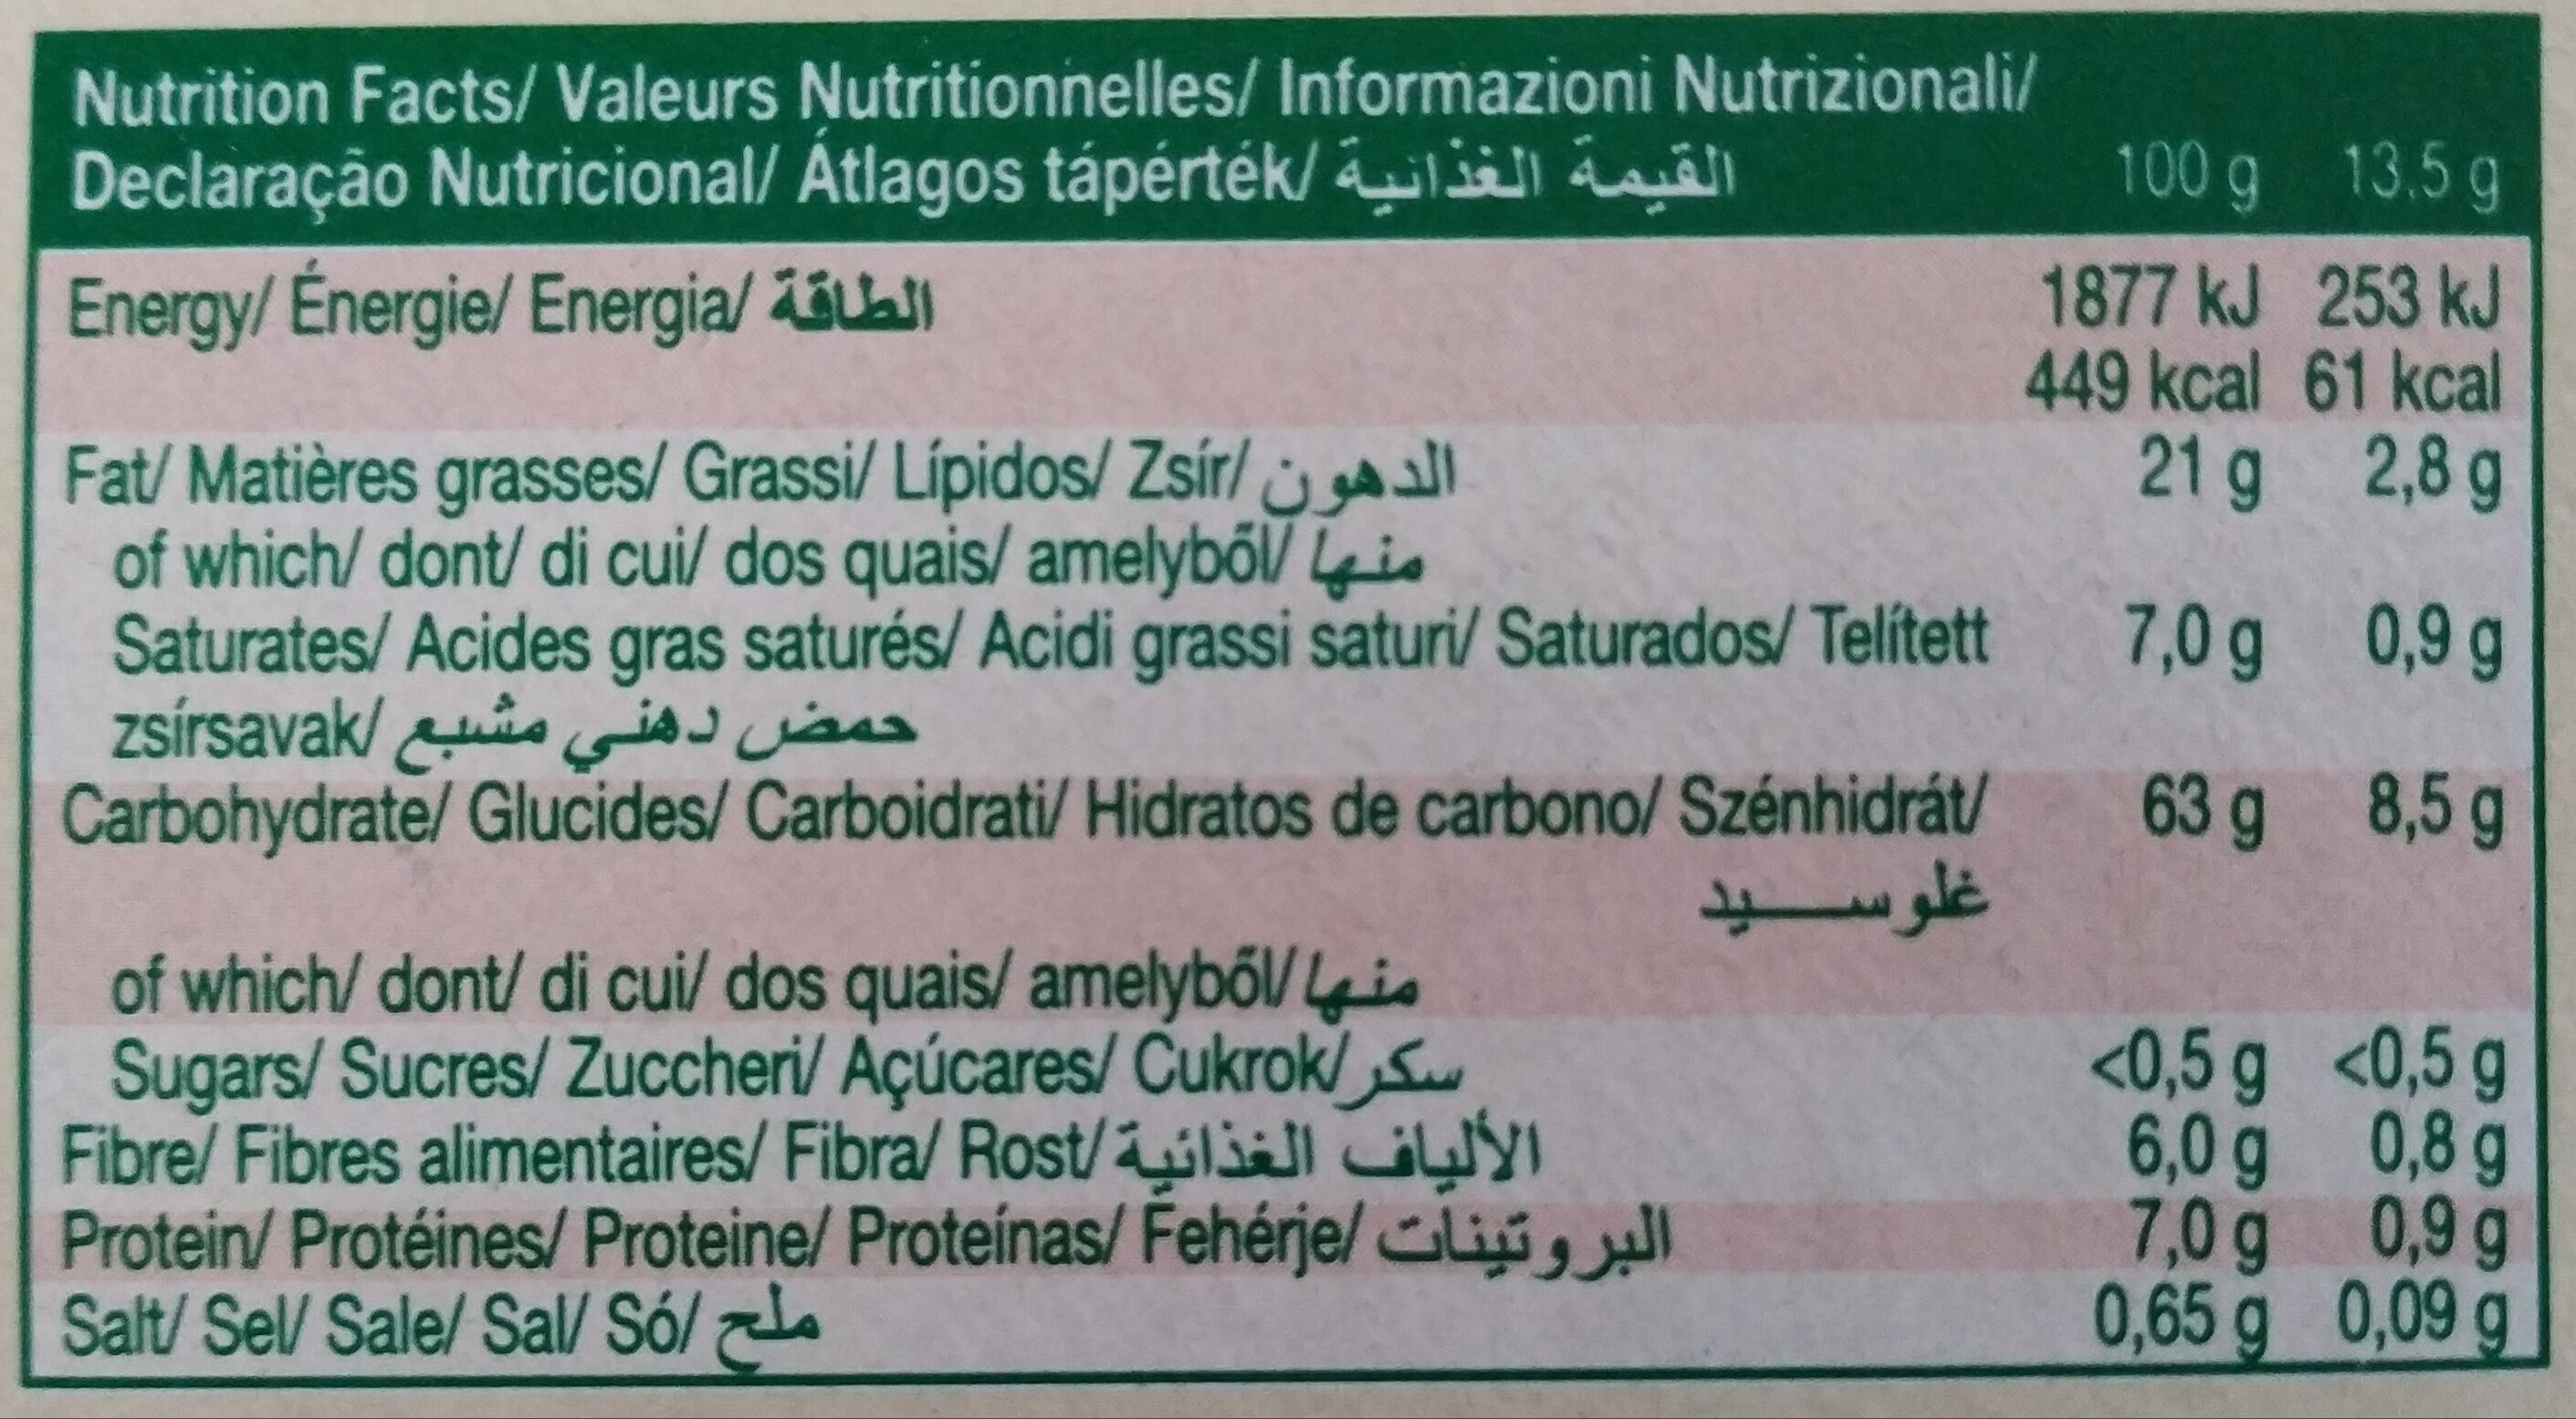 Nutrition Facts/ Valeurs Nutritionnelles/ Informazioni Nutrizionali/
Declaração Nutricional/ Átlagos tápérték/ القيمة الغذائية 100 g 13,5 g
Energy/ Énergie/ Energia/ الطاقة 1877 kJ 253 kJ
449 kcal 61 kcal
Fat/ Matières grasses/ Grassi/ Lípidos/ Zsír/ الدهون 21 g 2,8 g
of which/ dont/ di cui/ dos quais/ amelyből/ منها
Saturates/ Acides gras saturés/ Acidi grassi saturi/ Saturados/ Telített 7,0 g 0,9 g
zsírsavak/ حمض دهني مشبع
Carbohydrate/ Glucides/ Carboidrati/ Hidratos de carbono/ Szénhidrát/ 63 g 8,5 g
غلوســـيد
of which/ dont/ di cui/ dos quais/ amelyből/ منها
Sugars/ Sucres/ Zuccheri/ Açúcares/ Cukrok/ سكر <0,5 g <0,5 g
Fibre/ Fibres alimentaires/ Fibra/ Rost/ الألياف الغذائية 6,0 g 0,8 g
Protein/ Protéines/ Proteine/ Proteínas/ Fehérje/ البروتينات 7,0 g 0,9 g
Salt/ Sel/ Sale/ Sal/ Só/ ملح 0,65 g 0,09 g